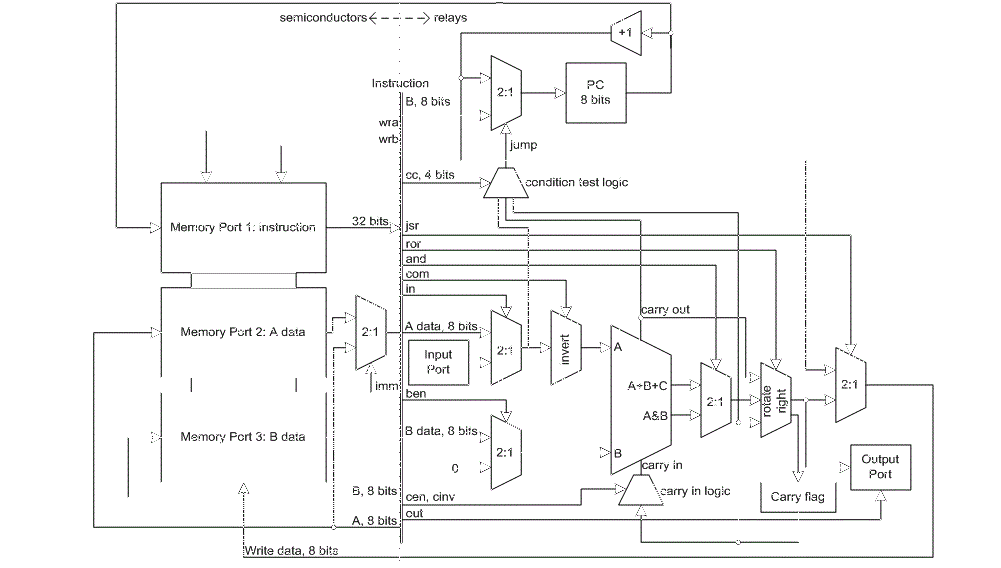 semiconductors relays
+1
Instruction
B, 8 bits
2:1
PC
8 bits
wra
wrb
jump
cc, 4 bits
condition test logic
Memory Port 1: instruction
32 bits
jsr
ror
and
com
in
carry out
Memory Port 2: A data
2:1
A data, 8 bits
2:1
invert
A
Input
Port
imm
A+B+C
2:1
rotate
right
2:1
ben
A&B
Memory Port 3: B data
B data, 8 bits
2:1
0
B
carry in
Output
Port
B, 8 bits
cen, cinv
carry in logic
Carry flag
A, 8 bits
out
Write data, 8 bits